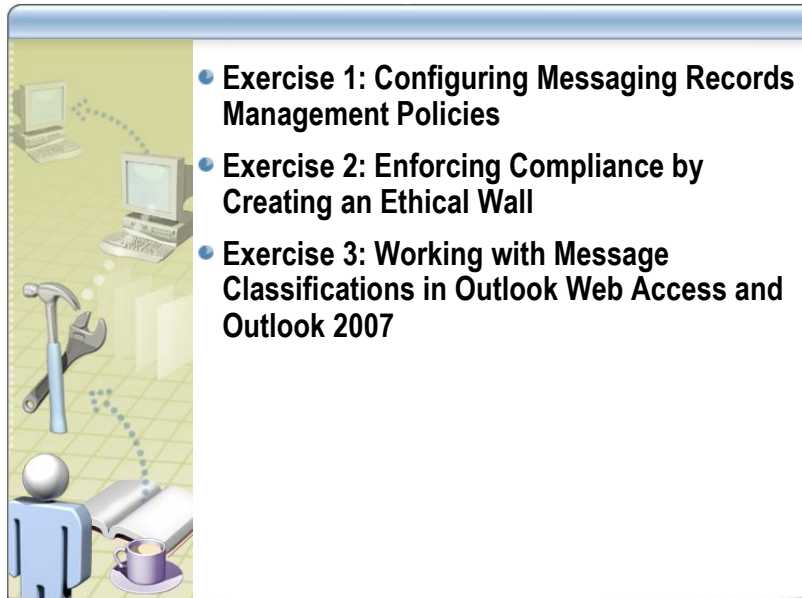 Exercise 1: Configuring Messaging Records
Management Policies
Exercise 2: Enforcing Compliance by
Creating an Ethical Wall
Exercise 3: Working with Message
Classifications in Outlook Web Access and
Outlook 2007